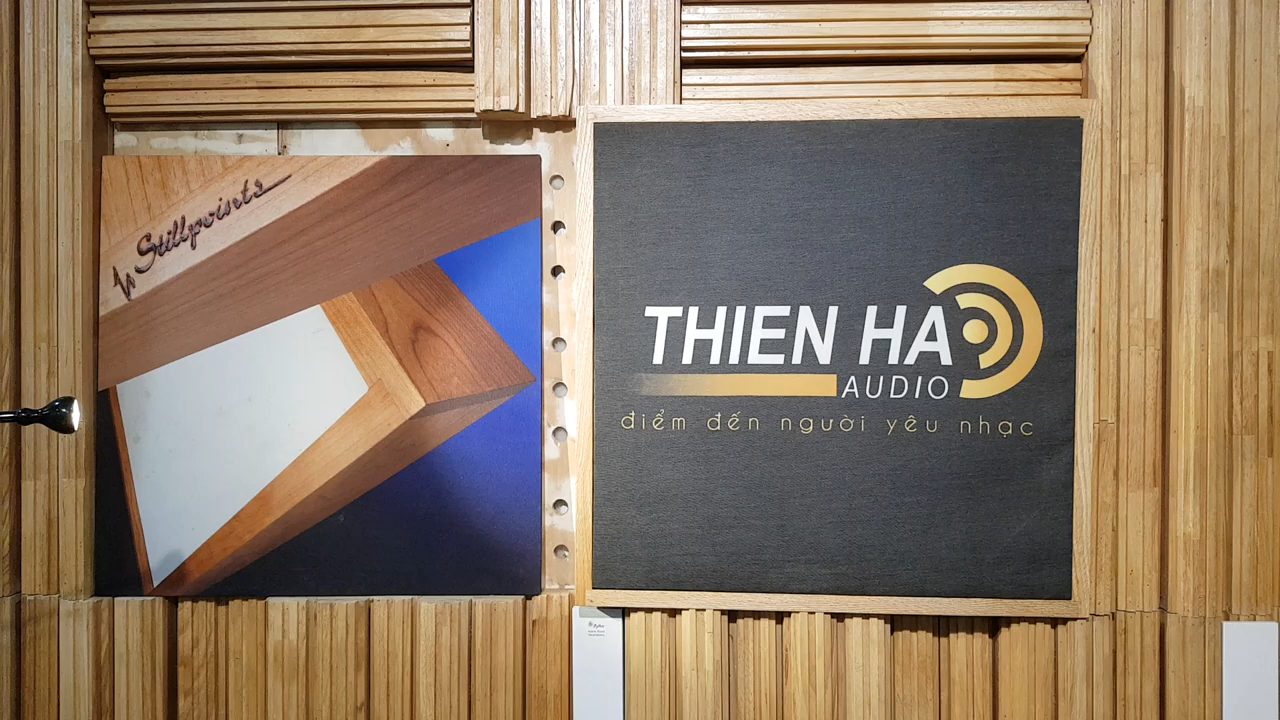 Stillpoints
THIEN HA
AUDIO
điểm đến người yêu nhạc